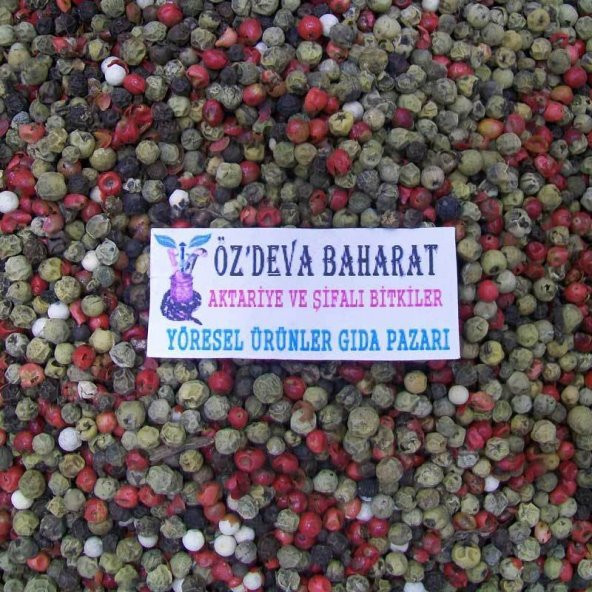 ÖZ'DEVA BAHARAT
AKTARİYE VE ŞİFALI BİTKİLER
YÖRESEL ÜRÜNLER GIDA PAZARI